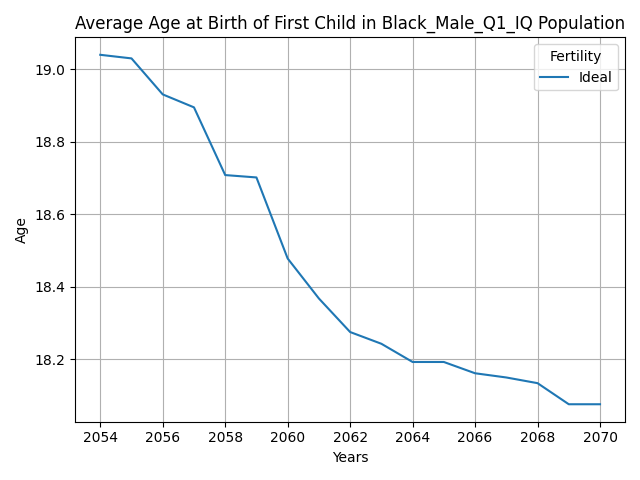 Average Age at Birth of First Child in Black_Male_Q1_IQ Population
Fertility
Ideal
19.0
18.8
18.6
18.4
18.2
Age
2054 2056 2058 2060 2062 2064 2066 2068 2070
Years